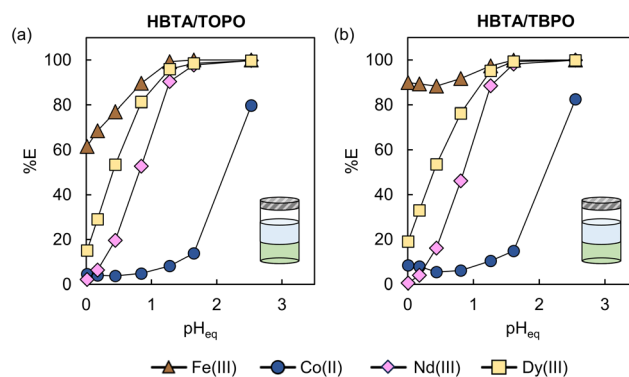 HBTA/TOPO
HBTA/TBPO
(a)
(b)
100
80
60
40
20
0
%E
0
1
2
3
pHeq
100
80
60
40
20
0
%E
0
1
2
3
pHeq
Fe(III)
Co(II)
Nd(III)
Dy(III)